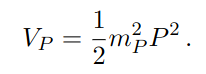 V_P = \frac{1}{2} m_P^2 P^2 .